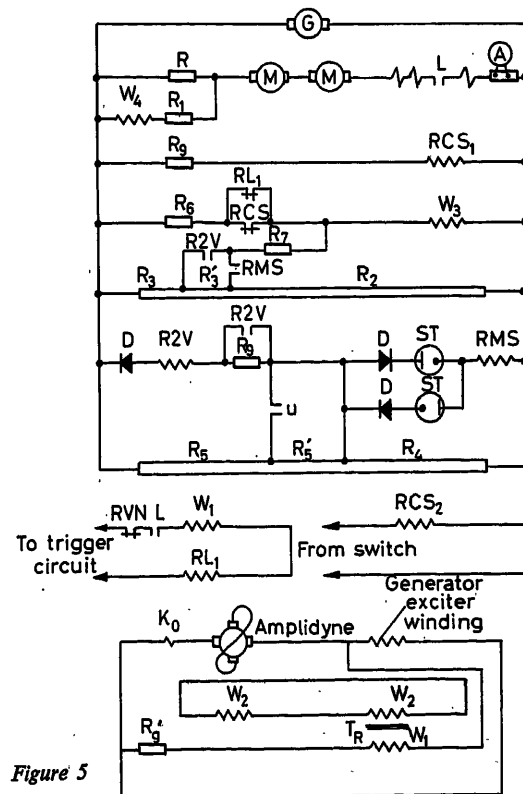 G
R M M L A
W4 R1
R9 RCS1
RL1
R6 RCS W3
R2V R7
R3 R'3 RMS R2
D R2V R2V R9 D ST RMS
D ST
u
R5 R'5 R4
RVN L W1 RCS2
To trigger circuit RL1 From switch
Generator exciter winding
K0 Amplidyne
W2 W2
R"g TR W1
Figure 5